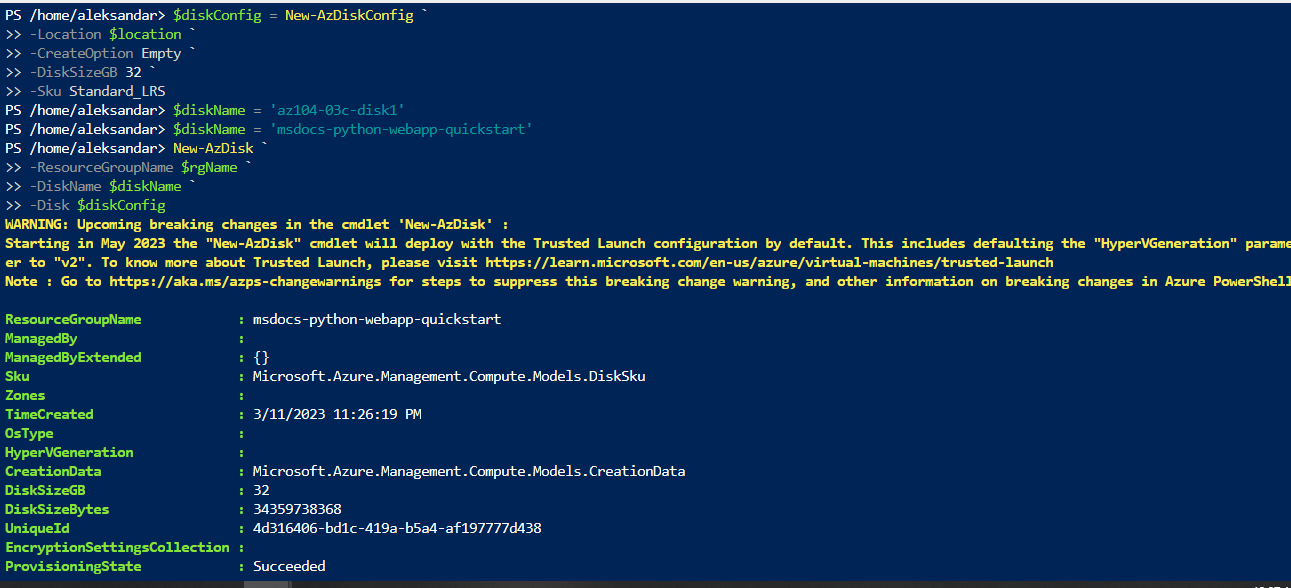 PS /home/aleksandar> $diskConfig = New-AzDiskConfig `
>> -Location $location `
>> -CreateOption Empty `
>> -DiskSizeGB 32 `
>> -Sku Standard_LRS
PS /home/aleksandar> $diskName = 'az104-03c-disk1'
PS /home/aleksandar> $diskName = 'msdocs-python-webapp-quickstart'
PS /home/aleksandar> New-AzDisk `
>> -ResourceGroupName $rgName `
>> -DiskName $diskName `
>> -Disk $diskConfig
WARNING: Upcoming breaking changes in the cmdlet 'New-AzDisk' :
Starting in May 2023 the "New-AzDisk" cmdlet will deploy with the Trusted Launch configuration by default. This includes defaulting the "HyperVGeneration" parame
er to "v2". To know more about Trusted Launch, please visit https://learn.microsoft.com/en-us/azure/virtual-machines/trusted-launch
Note : Go to https://aka.ms/azps-changewarnings for steps to suppress this breaking change warning, and other information on breaking changes in Azure PowerShell
ResourceGroupName : msdocs-python-webapp-quickstart
ManagedBy :
ManagedByExtended : {}
Sku : Microsoft.Azure.Management.Compute.Models.DiskSku
Zones :
TimeCreated : 3/11/2023 11:26:19 PM
OsType :
HyperVGeneration :
CreationData : Microsoft.Azure.Management.Compute.Models.CreationData
DiskSizeGB : 32
DiskSizeBytes : 34359738368
UniqueId : 4d316406-bd1c-419a-b5a4-af197777d438
EncryptionSettingsCollection :
ProvisioningState : Succeeded